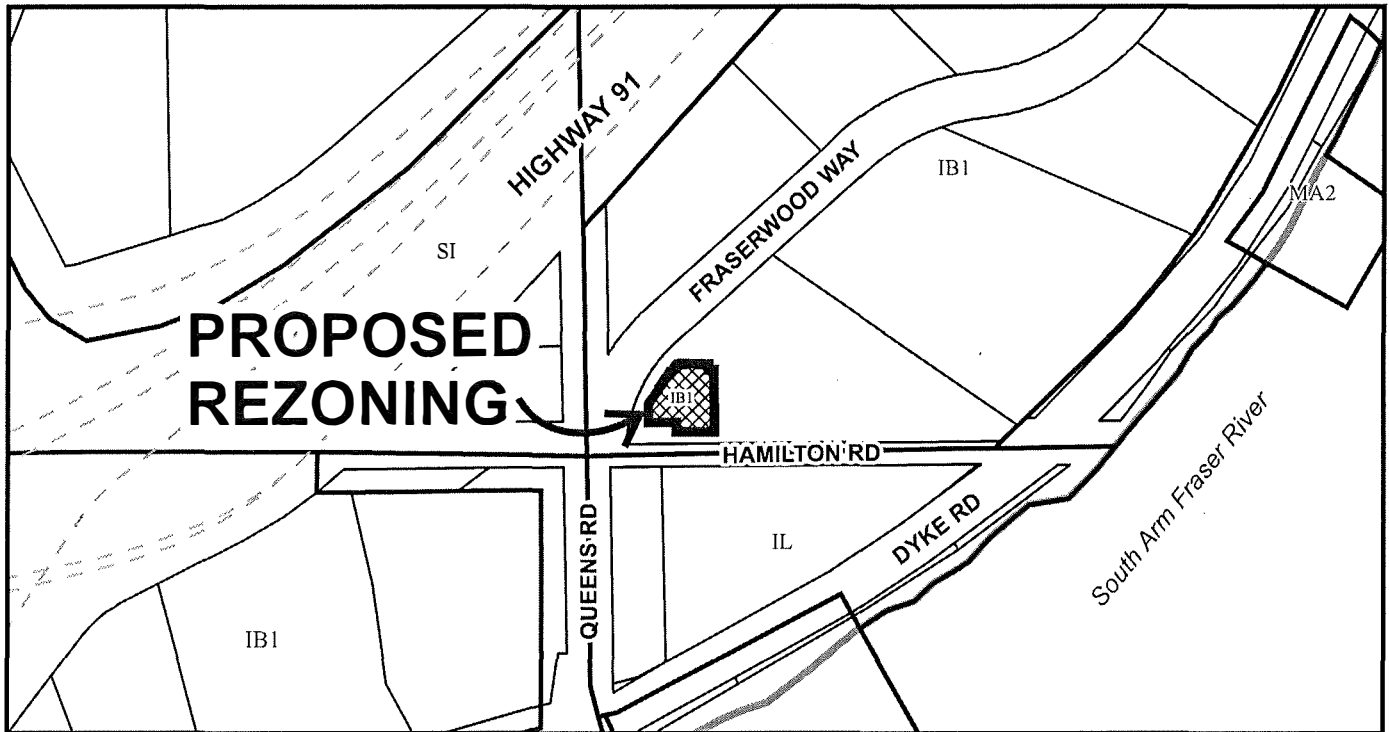 HIGHWAY 91
FRASERWOOD WAY
IB1
MA2
SI
PROPOSED
REZONING
IB1
HAMILTON RD
QUEENS RD
IL
DYKE RD
South Arm Fraser River
IB1